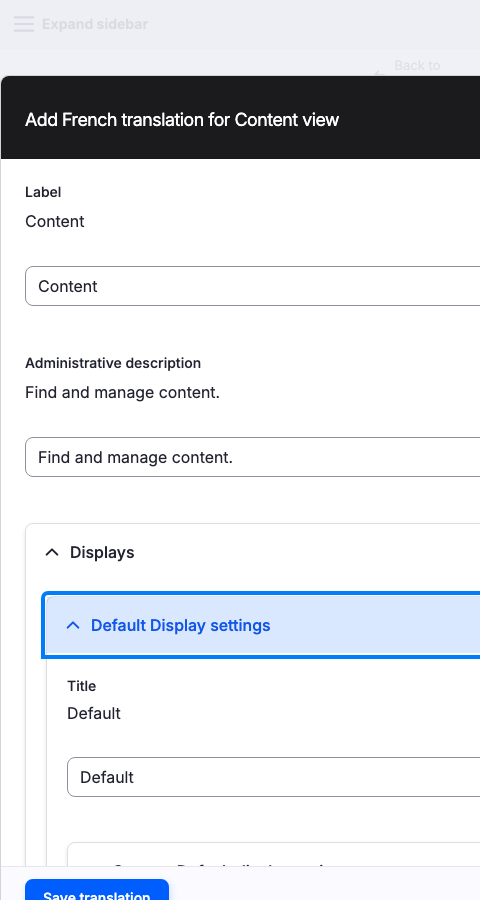 Expand sidebar
Back to
Add French translation for Content view
Label
Content
Content
Administrative description
Find and manage content.
Find and manage content.
Displays
Default Display settings
Title
Default
Default
Save translation